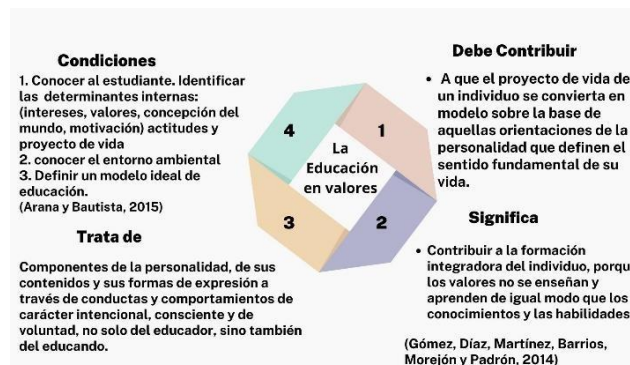 Condiciones
1. Conocer al estudiante. Identificar
las determinantes internas:
(intereses, valores, concepción del
mundo, motivación) actitudes y
proyecto de vida
2. conocer el entorno ambiental
3. Definir un modelo ideal de
educación.
(Arana y Bautista, 2015)
Debe Contribuir
• A que el proyecto de vida de
un individuo se convierta en
modelo sobre la base de
aquellas orientaciones de la
personalidad que definen el
sentido fundamental de su
vida.
4
1
La
Educación
en valores
3
2
Trata de
Componentes de la personalidad, de sus
contenidos y sus formas de expresión a
través de conductas y comportamientos de
carácter intencional, consciente y de
voluntad, no solo del educador, sino también
del educando.
Significa
• Contribuir a la formación
integradora del individuo, porqu
los valores no se enseñan y
aprenden de igual modo que los
conocimientos y las habilidades
(Gómez, Díaz, Martínez, Barrios,
Morejón y Padrón, 2014)